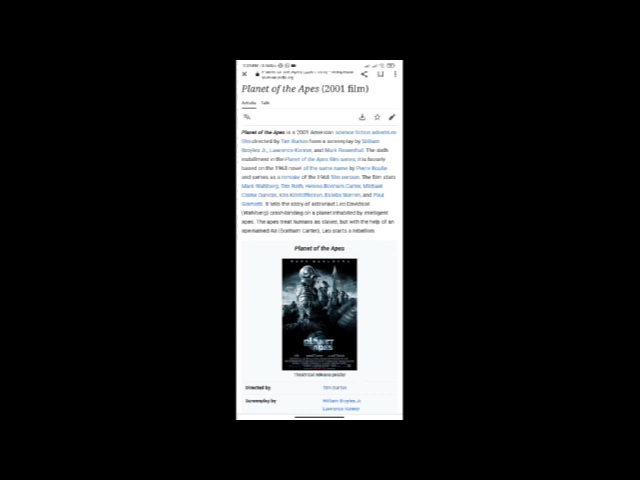 Planet of the Apes (2001 film)
Article Talk
Planet of the Apes is a 2001 American science fiction adventure
film directed by Tim Burton from a screenplay by William
Broyles Jr., Lawrence Konner, and Mark Rosenthal. The sixth
installment in the Planet of the Apes film series, it is loosely
based on the 1963 novel of the same name by Pierre Boulle
and serves as a remake of the 1968 film version. The film stars
Mark Wahlberg, Tim Roth, Helena Bonham Carter, Michael
Clarke Duncan, Kris Kristofferson, Estella Warren, and Paul
Giamatti. It tells the story of astronaut Leo Davidson
(Wahlberg) crash-landing on a planet inhabited by intelligent
apes. The apes treat humans as slaves, but with the help of an
ape named Ari (Bonham Carter), Leo starts a rebellion.
Planet of the Apes
MARK WAHLBERG
PLANET
APES
Theatrical release poster
Directed by Tim Burton
Screenplay by William Broyles Jr.
Lawrence Konner